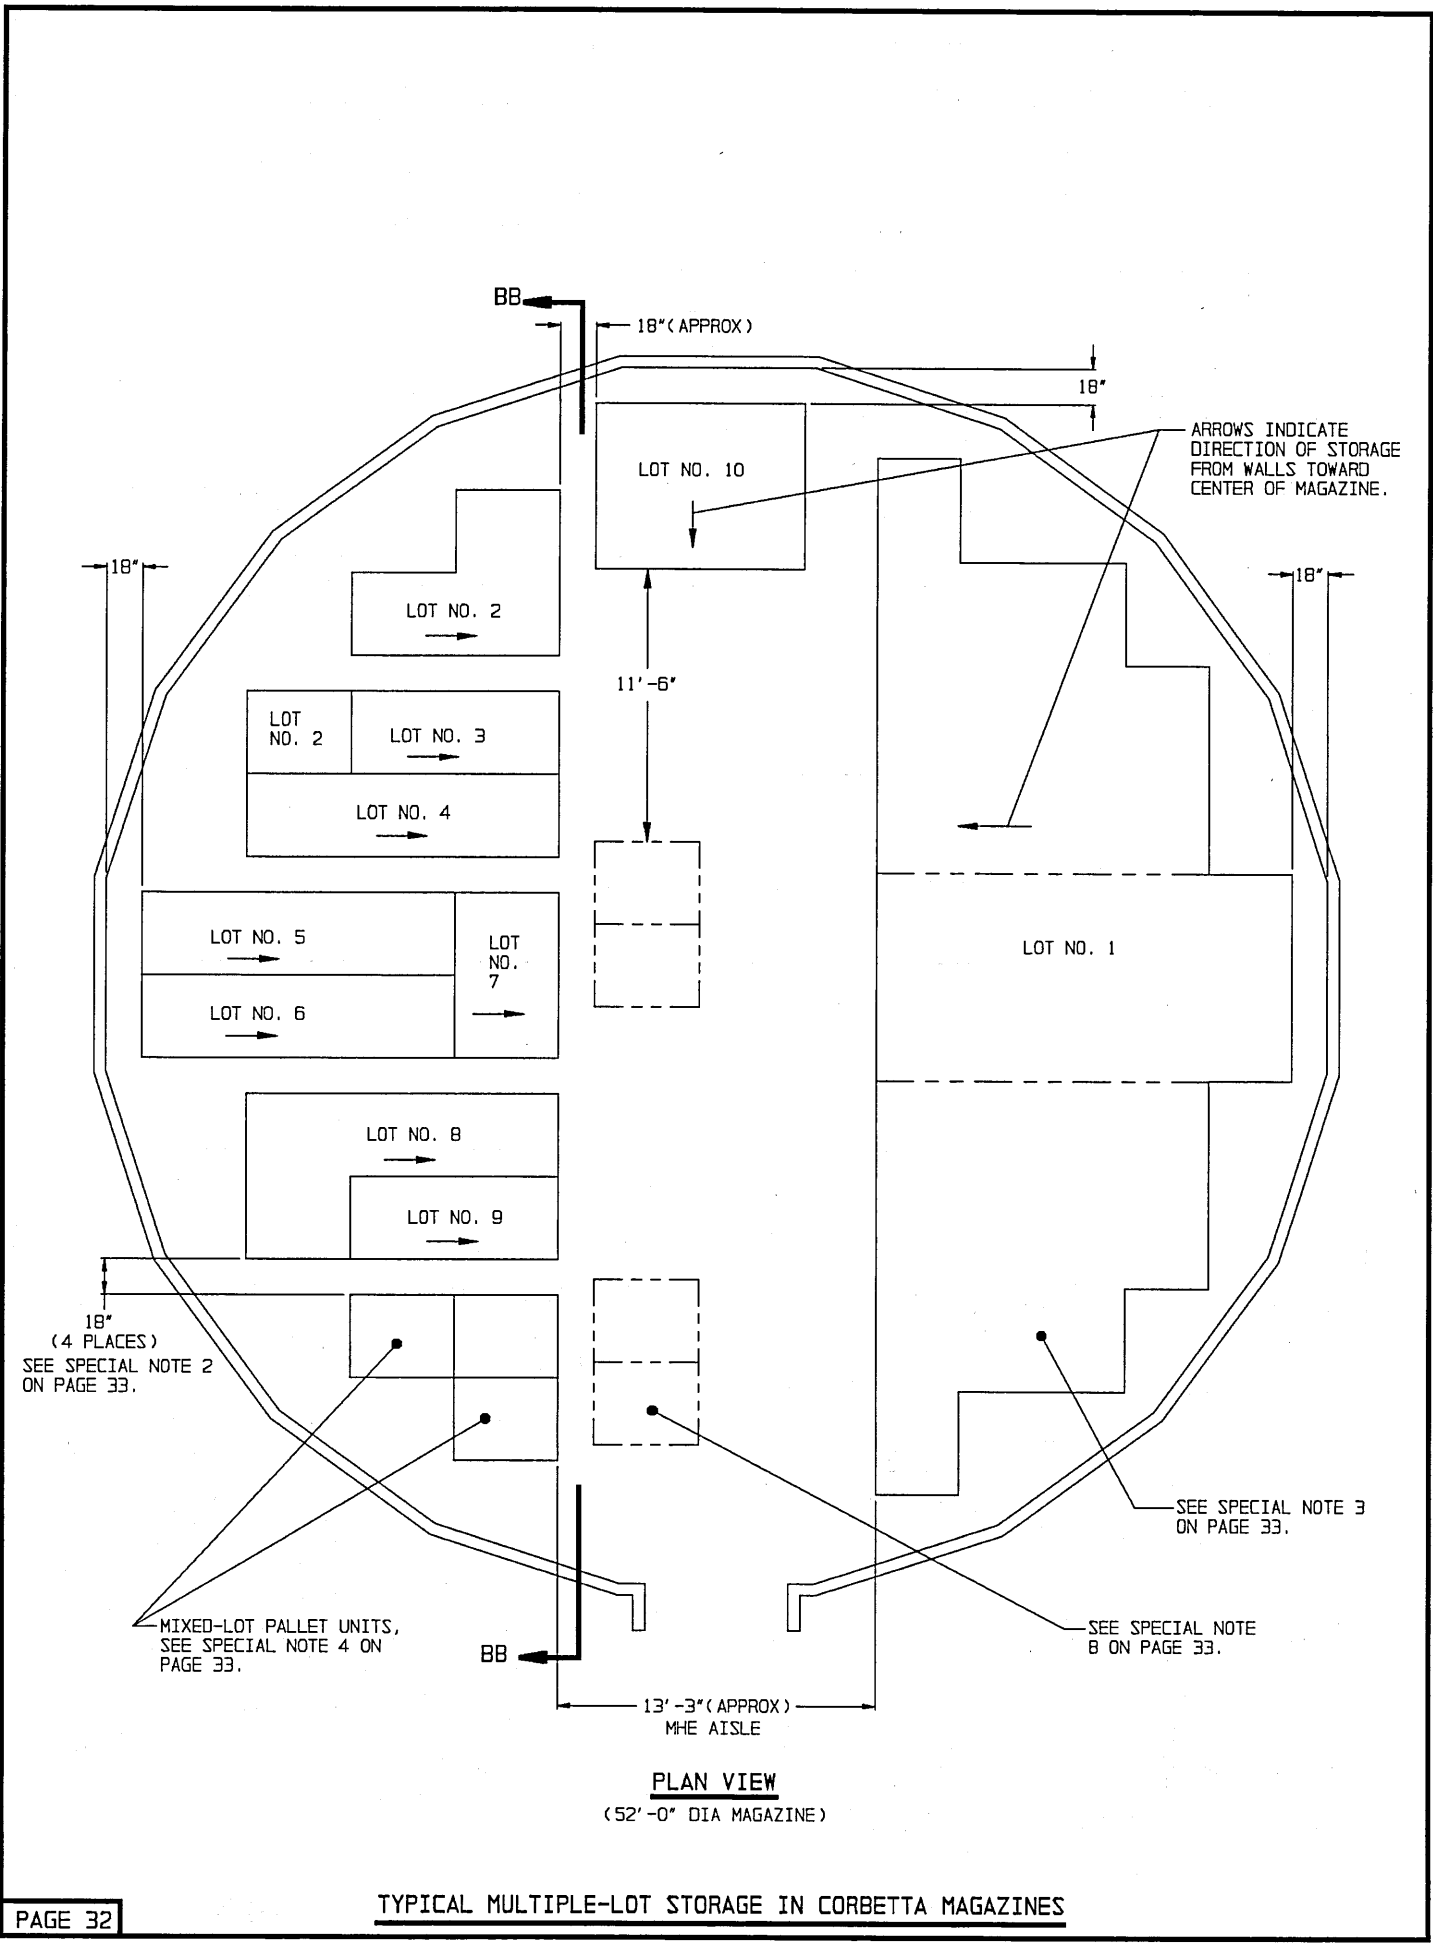 BB
18"(APPROX)
18"
ARROWS INDICATE
DIRECTION OF STORAGE
FROM WALLS TOWARD
CENTER OF MAGAZINE.
LOT NO. 10
18"
18"
LOT NO. 2
11'-6"
LOT
NO. 2
LOT NO. 3
LOT NO. 4
LOT NO. 5
LOT
NO.
7
LOT NO. 1
LOT NO. 6
LOT NO. 8
LOT NO. 9
18"
(4 PLACES)
SEE SPECIAL NOTE 2
ON PAGE 33.
SEE SPECIAL NOTE 3
ON PAGE 33.
MIXED-LOT PALLET UNITS,
SEE SPECIAL NOTE 4 ON
PAGE 33.
SEE SPECIAL NOTE
8 ON PAGE 33.
BB
13'-3"(APPROX)
MHE AISLE
PLAN VIEW
(52'-0" DIA MAGAZINE)
TYPICAL MULTIPLE-LOT STORAGE IN CORBETTA MAGAZINES
PAGE 32